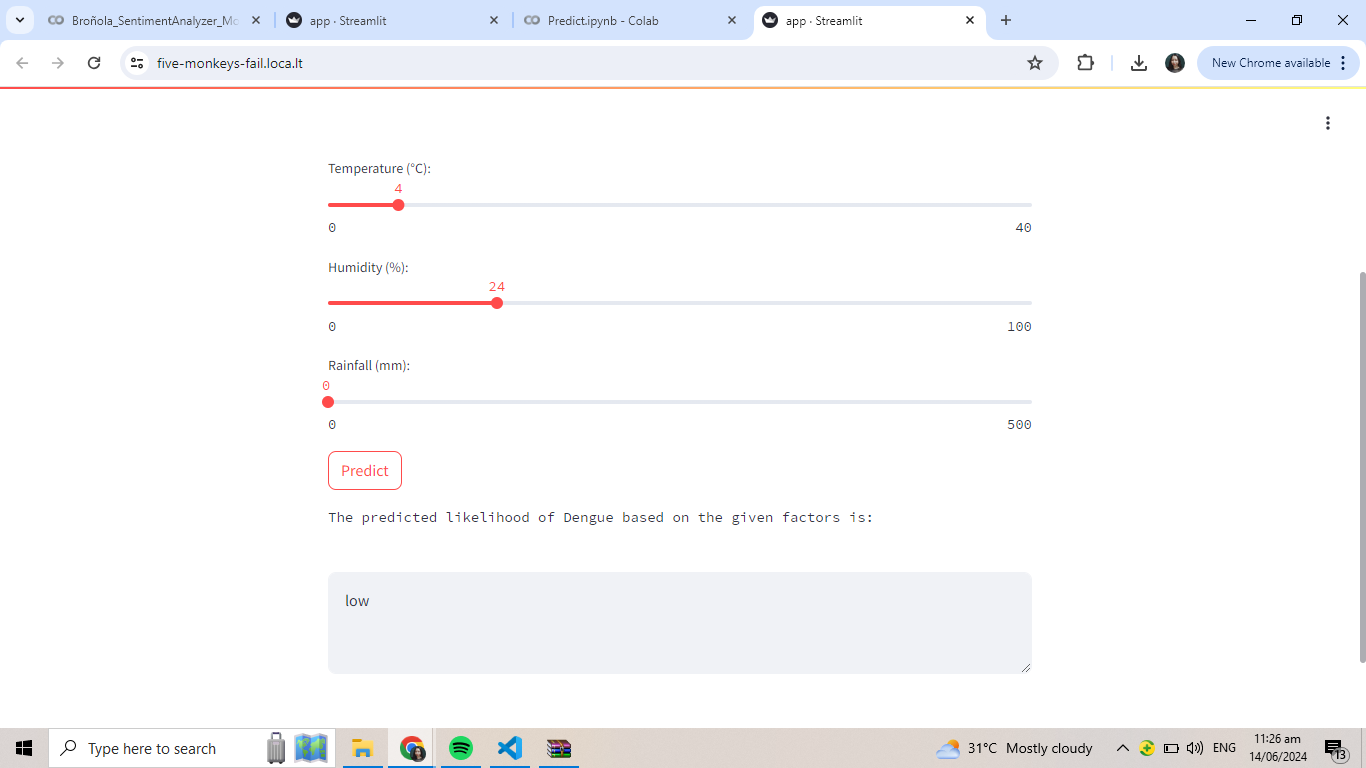 Broñola_SentimentAnalyzer_Mo
app · Streamlit
Predict.ipynb - Colab
app · Streamlit
five-monkeys-fail.loca.lt
New Chrome available
Temperature (°C):
4
0 40
Humidity (%):
24
0 100
Rainfall (mm):
0
0 500
Predict
The predicted likelihood of Dengue based on the given factors is:
low
Type here to search
31°C Mostly cloudy
ENG
11:26 am
14/06/2024
13